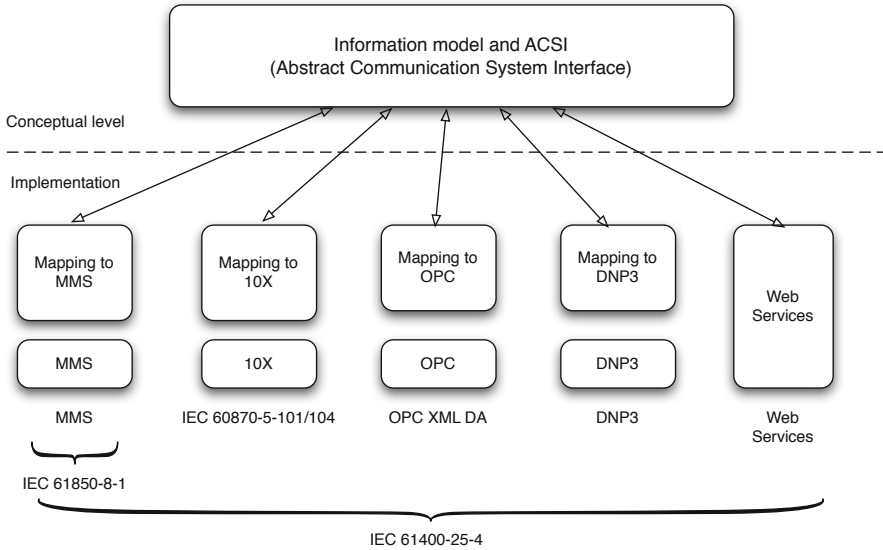 Information model and ACSI
(Abstract Communication System Interface)
Conceptual level
Implementation
Mapping to
MMS
Mapping to
10X
Mapping to
OPC
Mapping to
DNP3
Web
Services
MMS
10X
OPC
DNP3
MMS
IEC 60870-5-101/104
OPC XML DA
DNP3
Web
Services
IEC 61850-8-1
IEC 61400-25-4